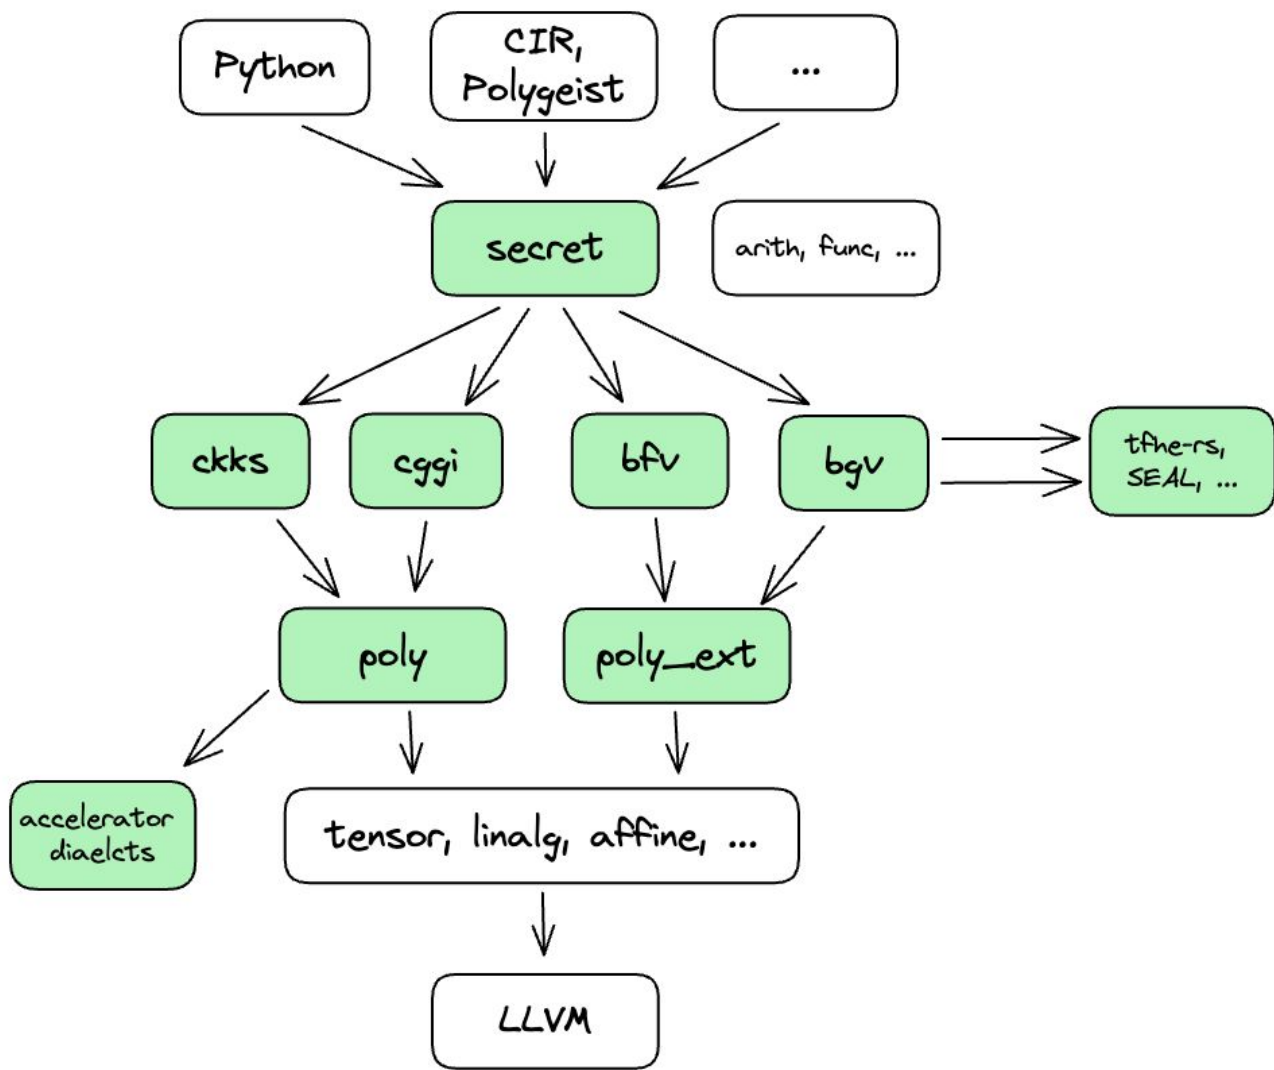 Python
CIR,
Polygeist
...
secret
arith, func, ...
ckks
cggi
bfv
bgv
tfhe-rs,
SEAL, ...
poly
poly_ext
accelerator
diaelcts
tensor, linalg, affine, ...
LLVM